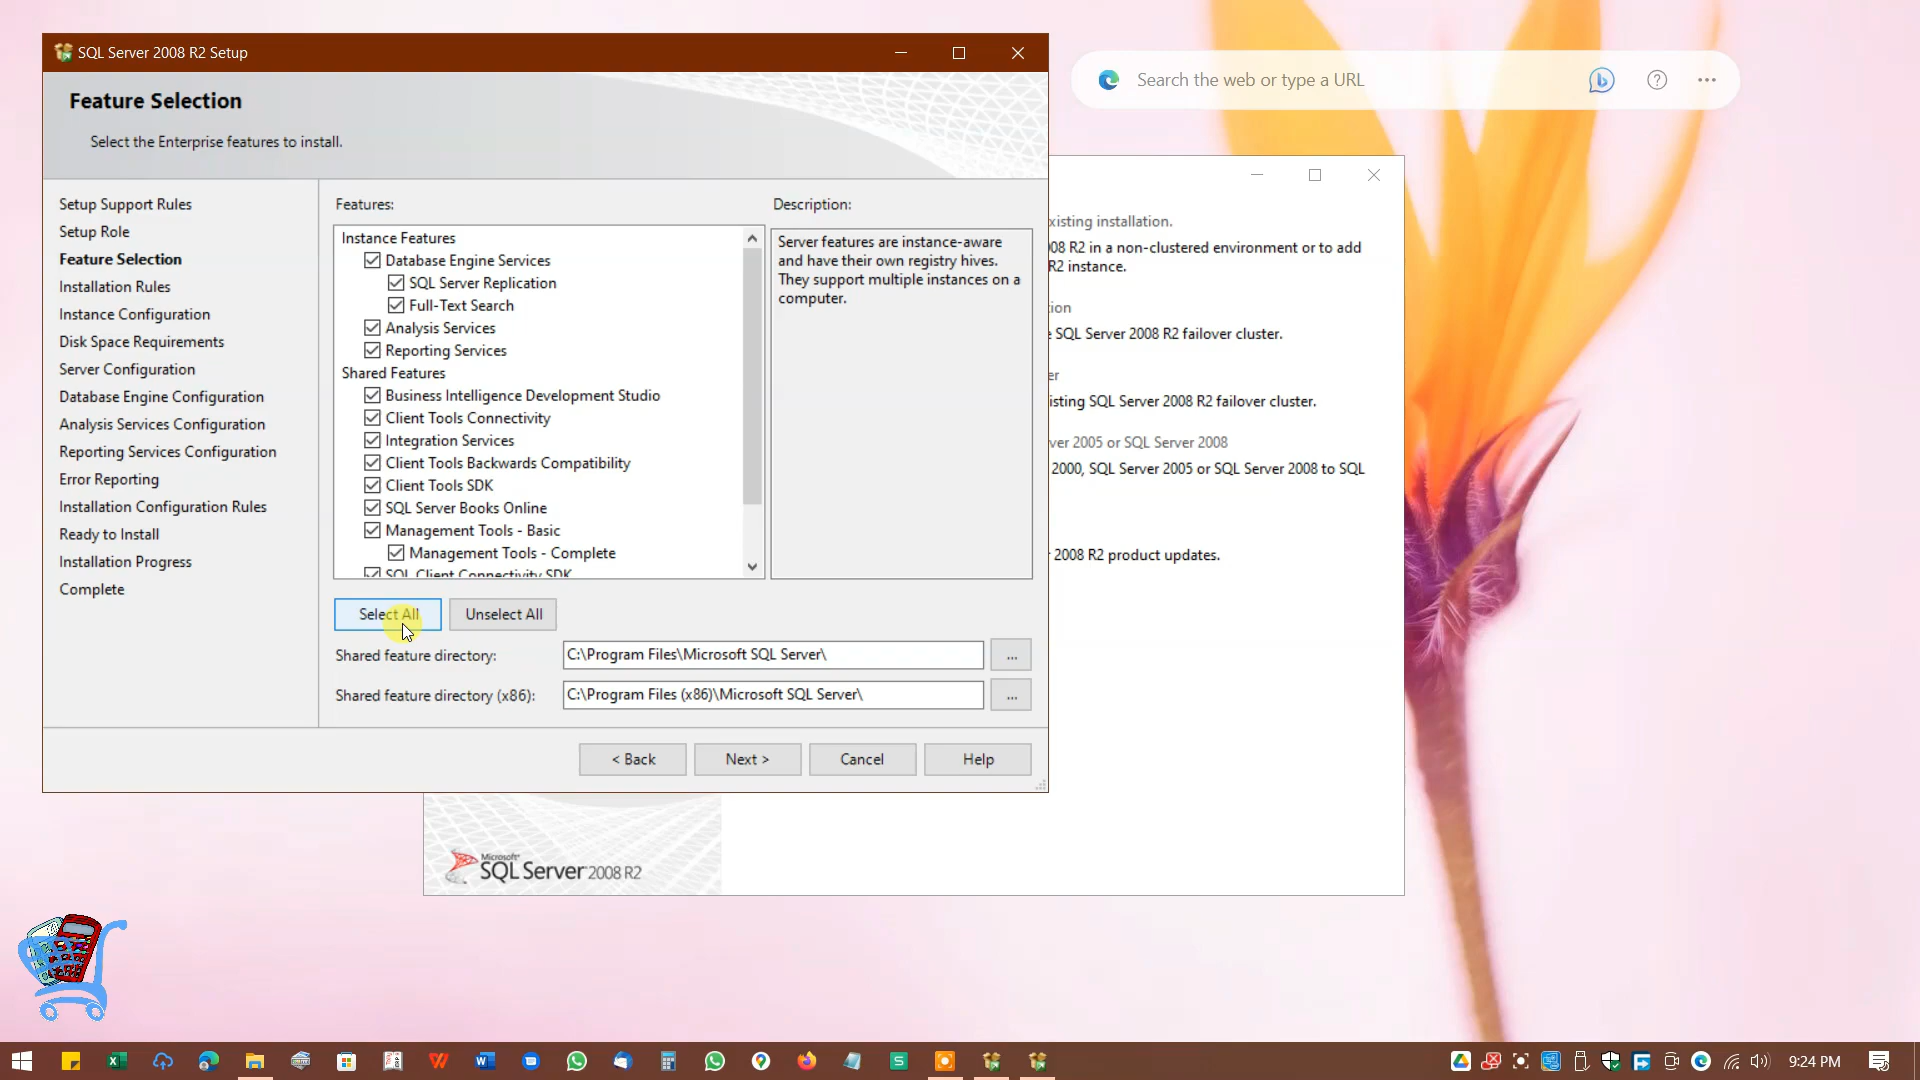 SQL Server 2008 R2 Setup
Feature Selection
Select the Enterprise features to install.
Setup Support Rules
Setup Role
Feature Selection
Installation Rules
Instance Configuration
Disk Space Requirements
Server Configuration
Database Engine Configuration
Analysis Services Configuration
Reporting Services Configuration
Error Reporting
Installation Configuration Rules
Ready to Install
Installation Progress
Complete
Features:
Instance Features
Database Engine Services
SQL Server Replication
Full-Text Search
Analysis Services
Reporting Services
Shared Features
Business Intelligence Development Studio
Client Tools Connectivity
Integration Services
Client Tools Backwards Compatibility
Client Tools SDK
SQL Server Books Online
Management Tools - Basic
Management Tools - Complete
SQL Client Connectivity SDK
Description:
Server features are instance-aware
and have their own registry hives.
They support multiple instances on a
computer.
Select All
Unselect All
Shared feature directory:
C:\Program Files\Microsoft SQL Server\
...
Shared feature directory (x86):
C:\Program Files (x86)\Microsoft SQL Server\
...
< Back
Next >
Cancel
Help
Search the web or type a URL
xisting installation.
08 R2 in a non-clustered environment or to add
R2 instance.
ion
SQL Server 2008 R2 failover cluster.
er
isting SQL Server 2008 R2 failover cluster.
ver 2005 or SQL Server 2008
2000, SQL Server 2005 or SQL Server 2008 to SQL
2008 R2 product updates.
Microsoft
SQL Server 2008 R2
9:24 PM